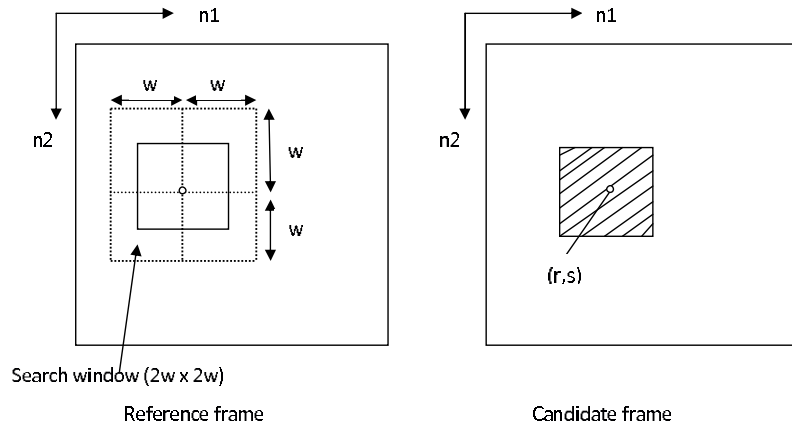 n1
n1
w w
n2
n2
w
w
(r,s)
Search window (2w x 2w)
Reference frame
Candidate frame